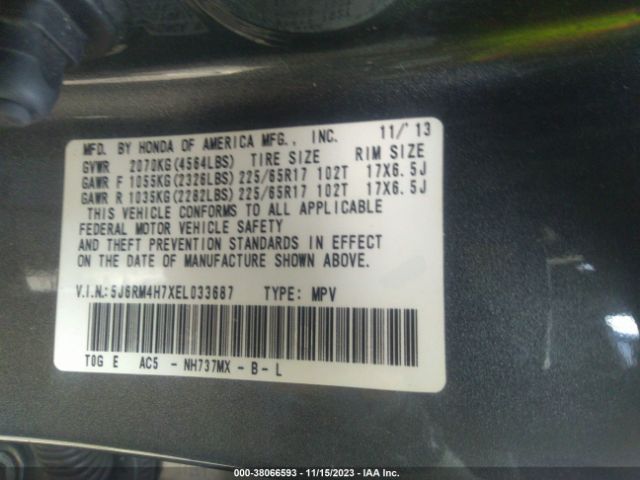 MFD. BY HONDA OF AMERICA MFG., INC. 11/'13
GVWR 2070KG(4564LBS) TIRE SIZE RIM SIZE
GAWR F 1055KG(2326LBS) 225/65R17 102T 17X6.5J
GAWR R 1035KG(2282LBS) 225/65R17 102T 17X6.5J
THIS VEHICLE CONFORMS TO ALL APPLICABLE
FEDERAL MOTOR VEHICLE SAFETY
AND THEFT PREVENTION STANDARDS IN EFFECT
ON THE DATE OF MANUFACTURE SHOWN ABOVE.
V.I.N.: 5J6RM4H7XEL033687 TYPE: MPV
T0G E AC5 - NH737MX - B - L
000-38066593 - 11/15/2023 - IAA Inc.